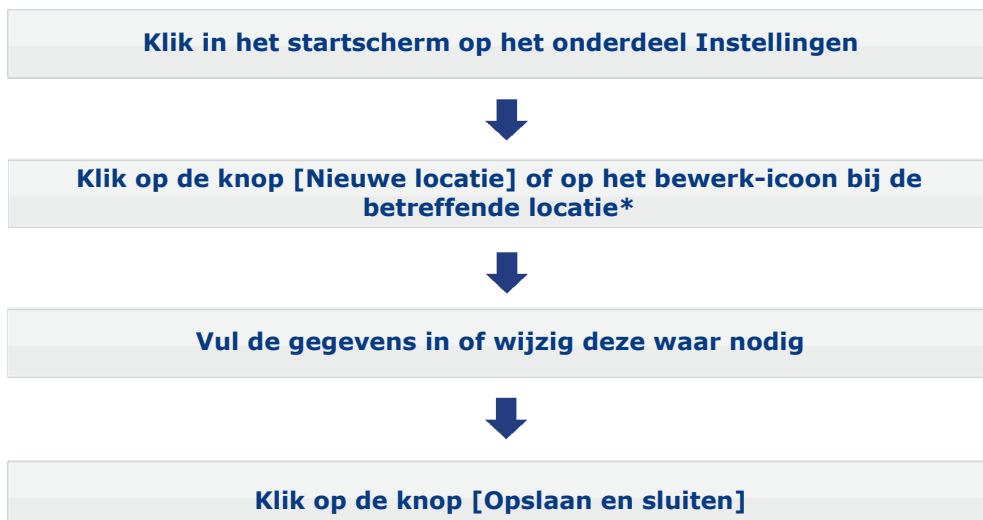 Klik in het startscherm op het onderdeel Instellingen
Klik op de knop [Nieuwe locatie] of op het bewerk-icoon bij de
betreffende locatie*
Vul de gegevens in of wijzig deze waar nodig
Klik op de knop [Opslaan en sluiten]